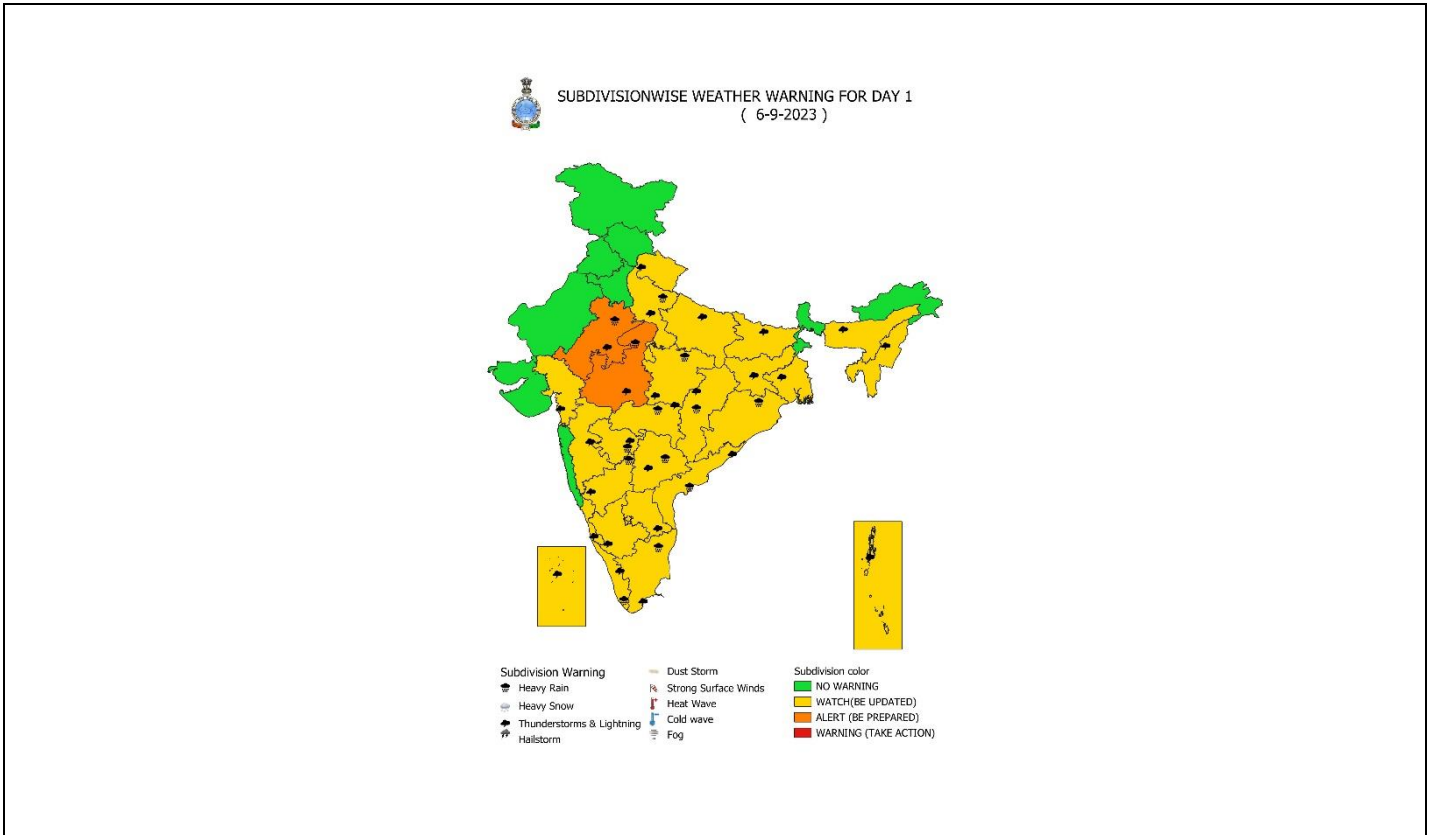 SUBDIVISIONWISE WEATHER WARNING FOR DAY 1
( 6-9-2023 )
Subdivision Warning
Heavy Rain
Heavy Snow
Thunderstorms & Lightning
Hailstorm
Dust Storm
Strong Surface Winds
Heat Wave
Cold wave
Fog
Subdivision color
NO WARNING
WATCH(BE UPDATED)
ALERT (BE PREPARED)
WARNING (TAKE ACTION)